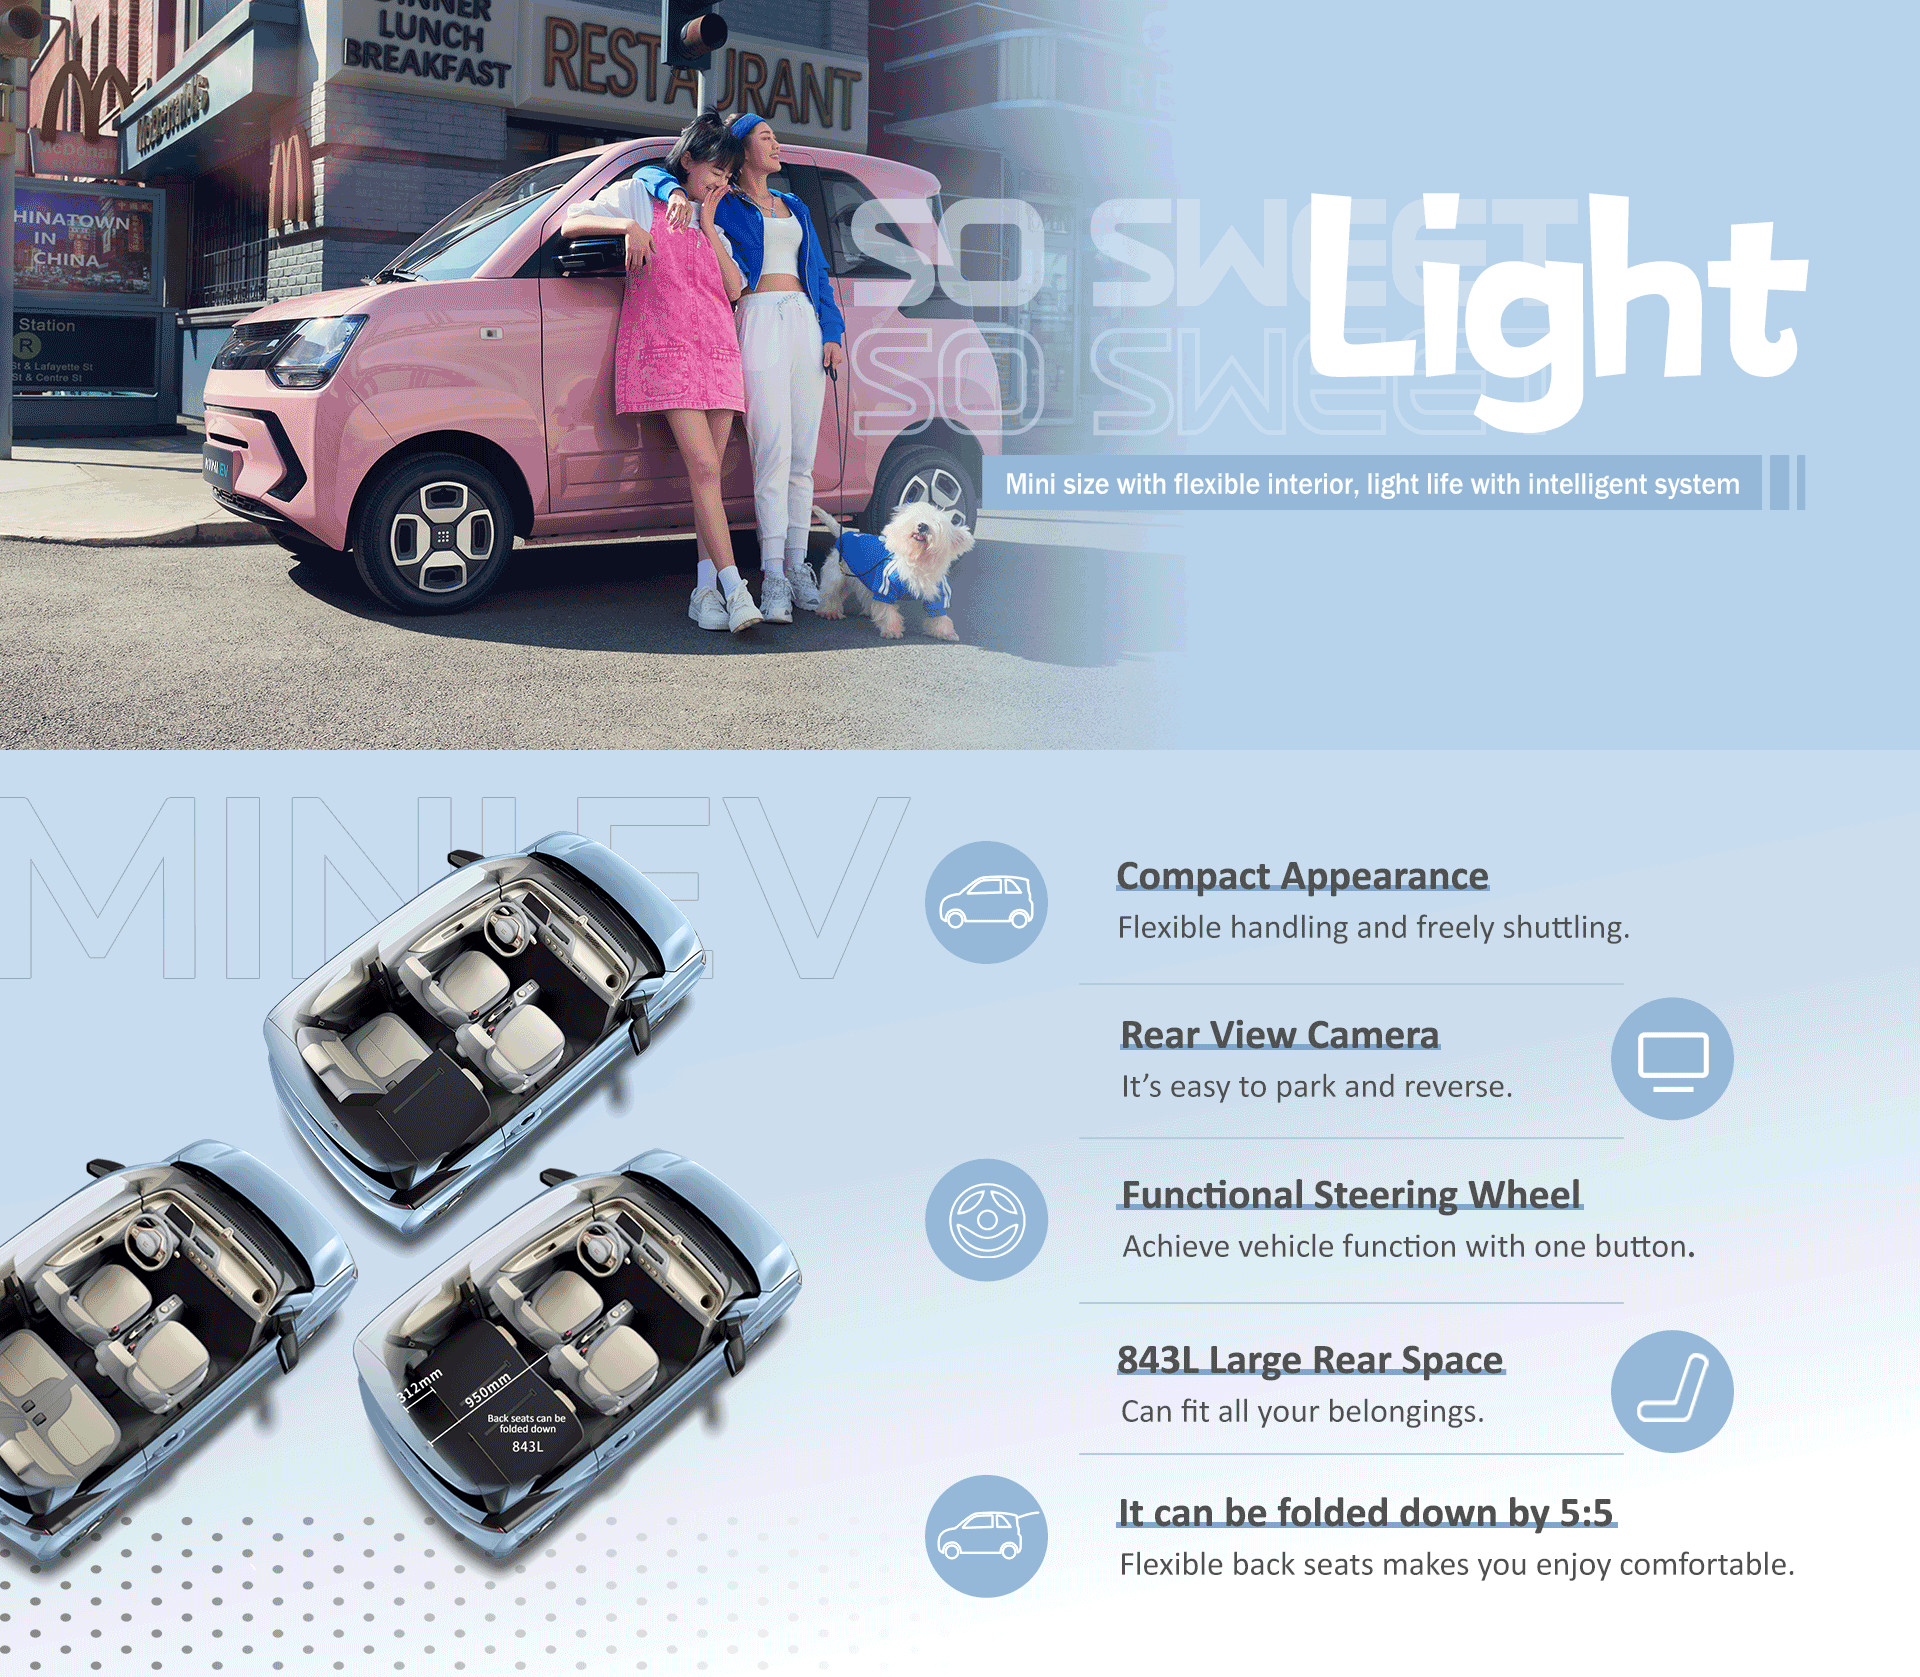 DINNER
LUNCH
BREAKFAST
RESTAURANT
McDonald's
McDonald
HINATOWN
IN
CHINA
Station
R
St & Lafayette St
St & Centre St
MINI EV
SO SWEET
SO SWEET
Light
Mini size with flexible interior, light life with intelligent system
MINI EV
Compact Appearance
Flexible handling and freely shuttling.
Rear View Camera
It's easy to park and reverse.
Functional Steering Wheel
Achieve vehicle function with one button.
312mm
950mm
Back seats can be
folded down
843L
843L Large Rear Space
Can fit all your belongings.
It can be folded down by 5:5
Flexible back seats makes you enjoy comfortable.